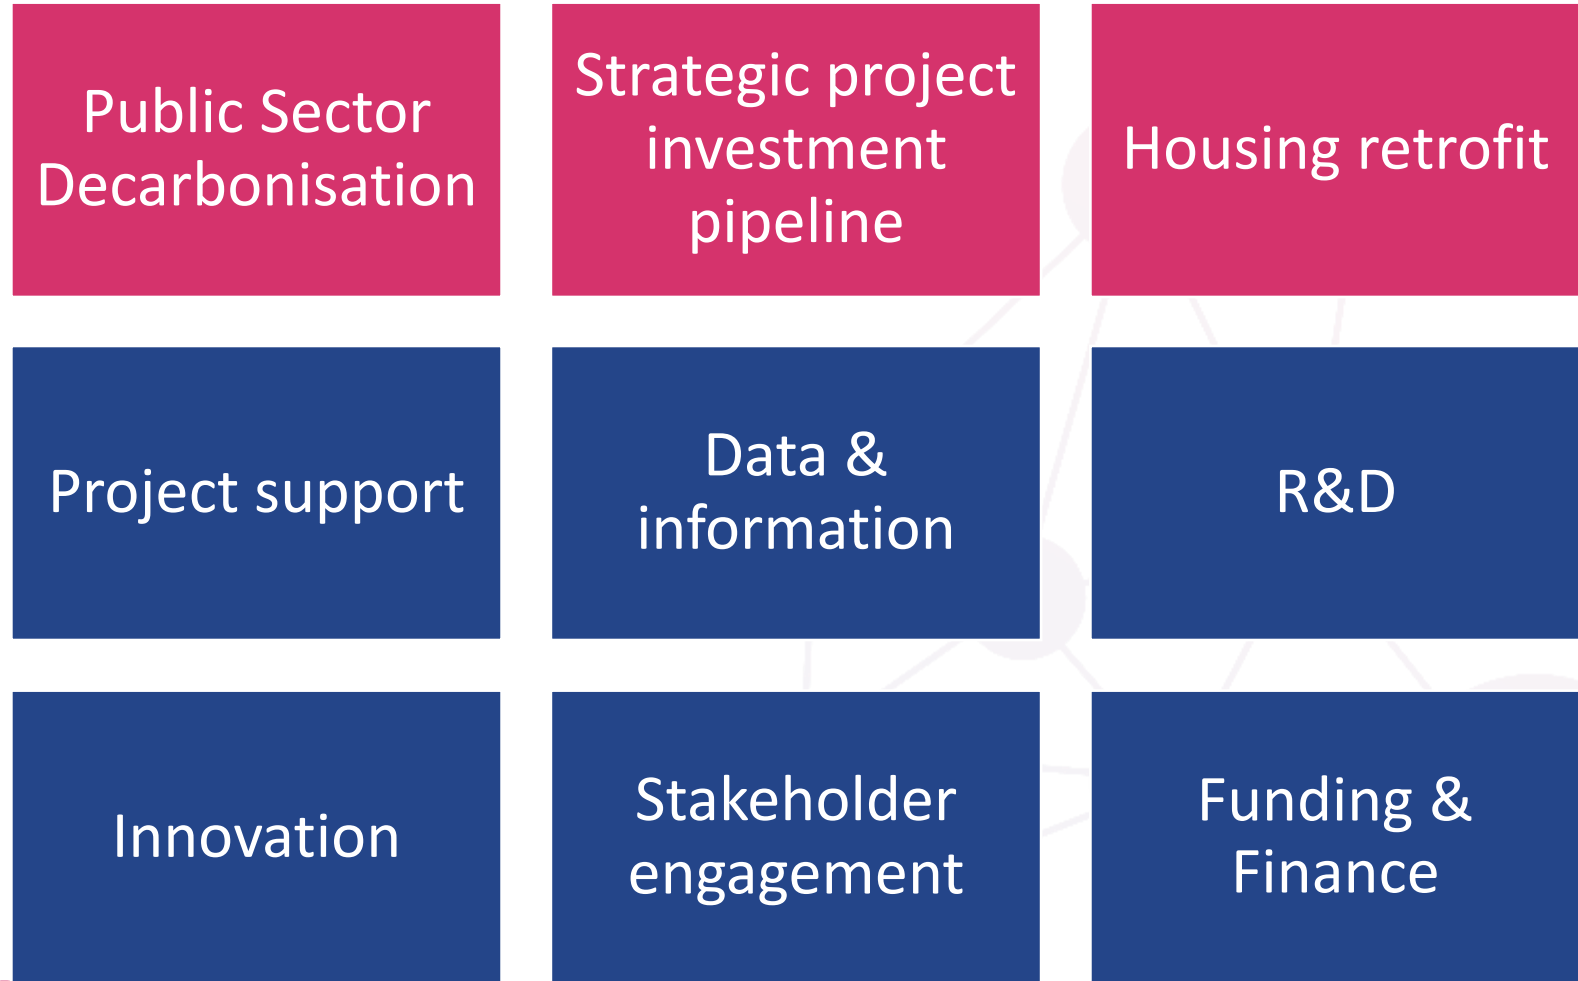 Public Sector
Decarbonisation
Strategic project
investment
pipeline
Housing retrofit
Project support
Data &
information
R&D
Innovation
Stakeholder
engagement
Funding &
Finance